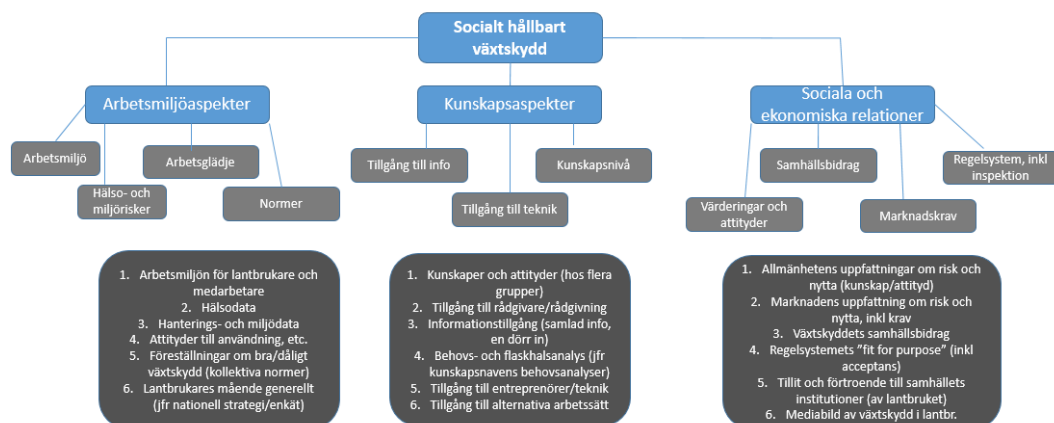 Socialt hållbart
växtskydd
Arbetsmiljöaspekter
Kunskapsaspekter
Sociala och
ekonomiska relationer
Arbetsmiljö
Arbetsglädje
Hälso- och
miljörisker
Normer
Tillgång till info
Kunskapsnivå
Tillgång till teknik
Samhällsbidrag
Regelsystem, inkl
inspektion
Värderingar och
attityder
Marknadskrav
1. Arbetsmiljön för lantbrukare och
medarbetare
2. Hälsodata
3. Hanterings- och miljödata
4. Attityder till användning, etc.
5. Föreställningar om bra/dåligt
växtskydd (kollektiva normer)
6. Lantbrukares mående generellt
(jfr nationell strategi/enkät)
1. Kunskaper och attityder (hos flera
grupper)
2. Tillgång till rådgivare/rådgivning
3. Informationstillgång (samlad info,
en dörr in)
4. Behovs- och flaskhalsanalys (jfr
kunskapsnavens behovsanalyser)
5. Tillgång till entreprenörer/teknik
6. Tillgång till alternativa arbetssätt
1. Allmänhetens uppfattningar om risk och
nytta (kunskap/attityd)
2. Marknadens uppfattning om risk och
nytta, inkl krav
3. Växtskyddets samhällsbidrag
4. Regelsystemets ”fit for purpose” (inkl
acceptans)
5. Tillit och förtroende till samhällets
institutioner (av lantbruket)
6. Mediabild av växtskydd i lantbr.